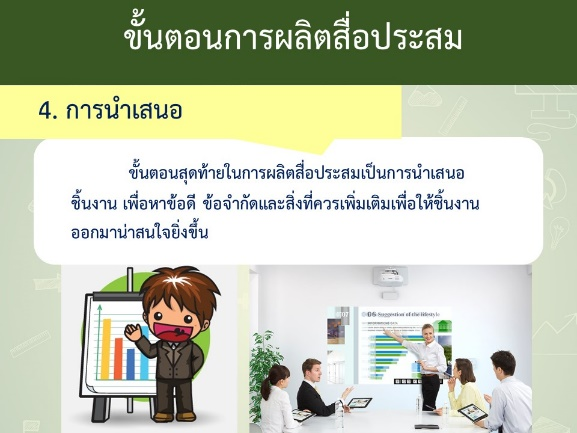 ขั้นตอนการผลิตสื่อประสม
4. การนำเสนอ
ขั้นตอนสุดท้ายในการผลิตสื่อประสมเป็นการนำเสนอ
ชิ้นงาน เพื่อหาข้อดี ข้อจำกัดและสิ่งที่ควรเพิ่มเติมเพื่อให้ชิ้นงาน
ออกมาน่าสนใจยิ่งขึ้น
Suggestion of the lifestyle